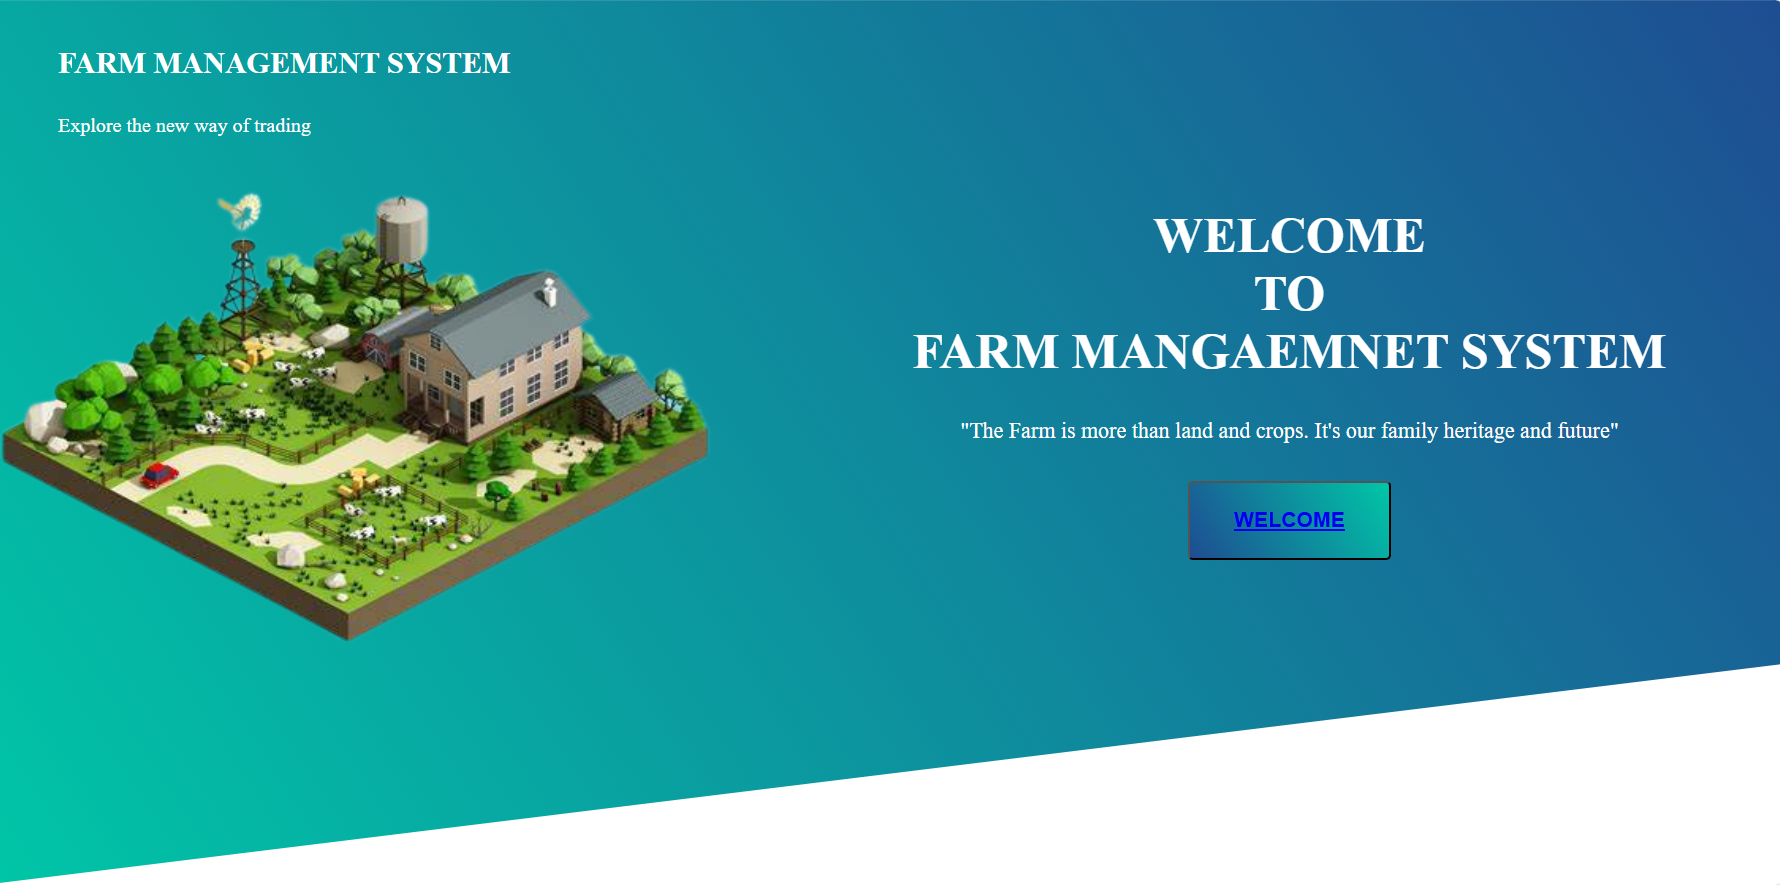 FARM MANAGEMENT SYSTEM
Explore the new way of trading
WELCOME
TO
FARM MANGAEMNET SYSTEM
"The Farm is more than land and crops. It's our family heritage and future"
WELCOME